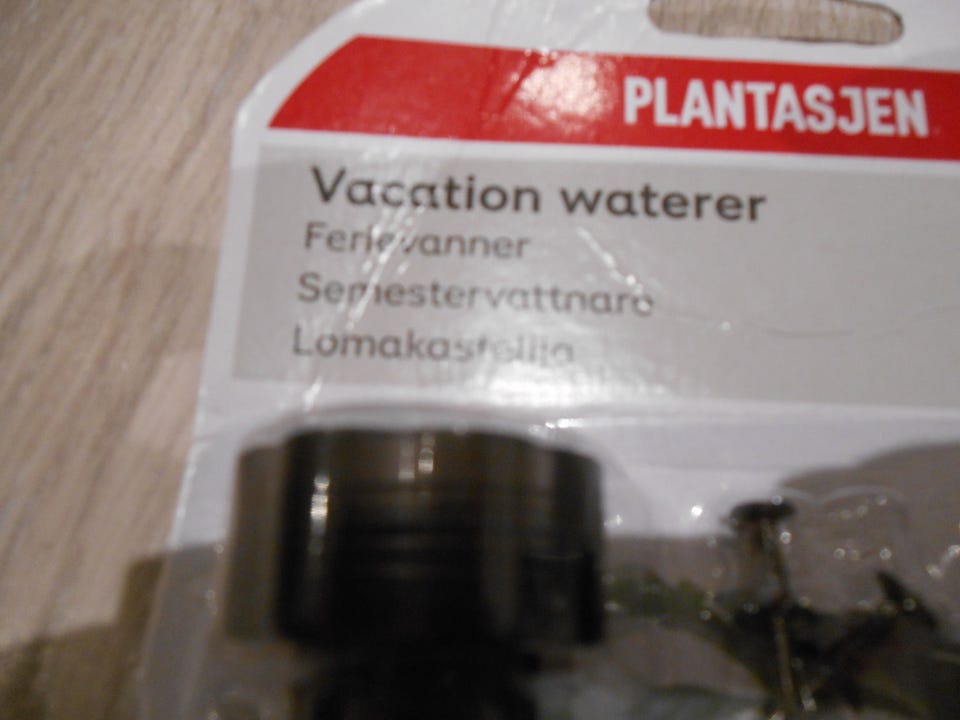 PLANTASJEN
Vacation waterer
Ferievanner
Semestervattnare
Lomakastelija